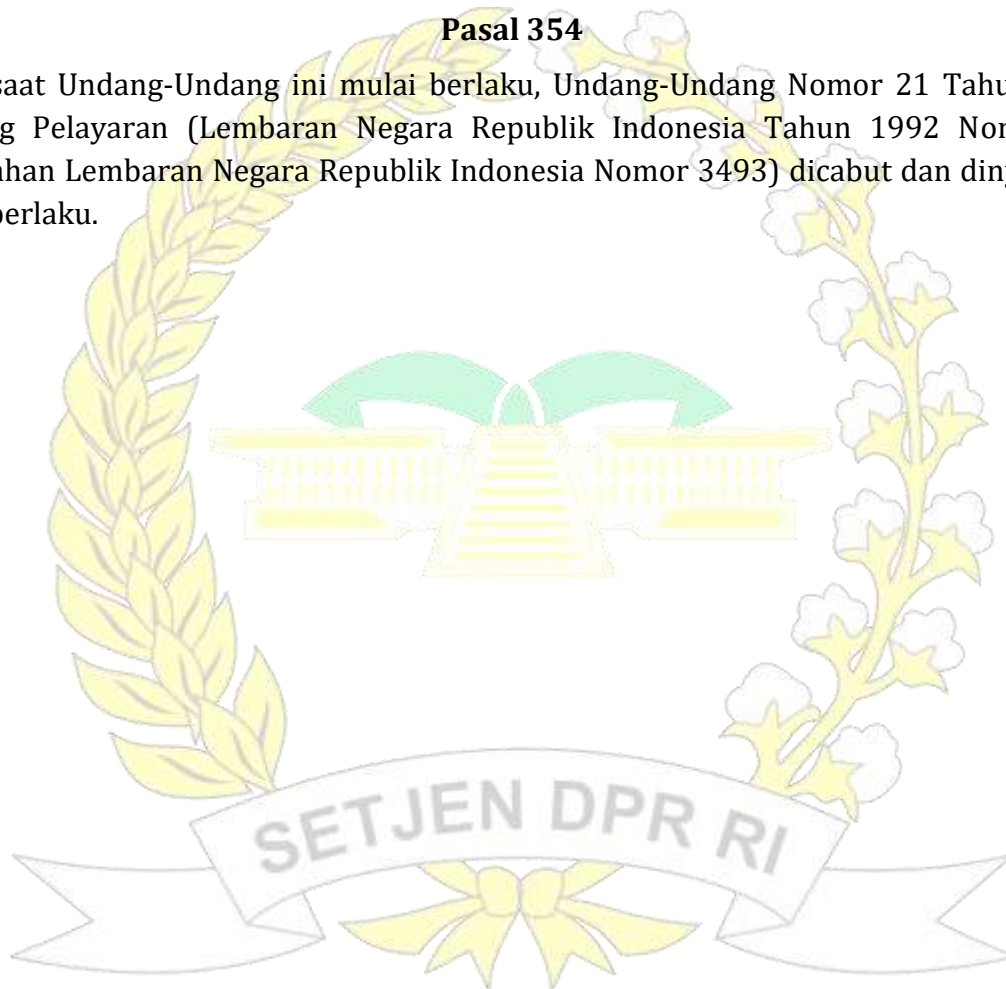 Pasal 354
saat Undang-Undang ini mulai berlaku, Undang-Undang Nomor 21 Tahu
g Pelayaran (Lembaran Negara Republik Indonesia Tahun 1992 Nor
ahan Lembaran Negara Republik Indonesia Nomor 3493) dicabut dan din
berlaku.
SETJEN DPR RI